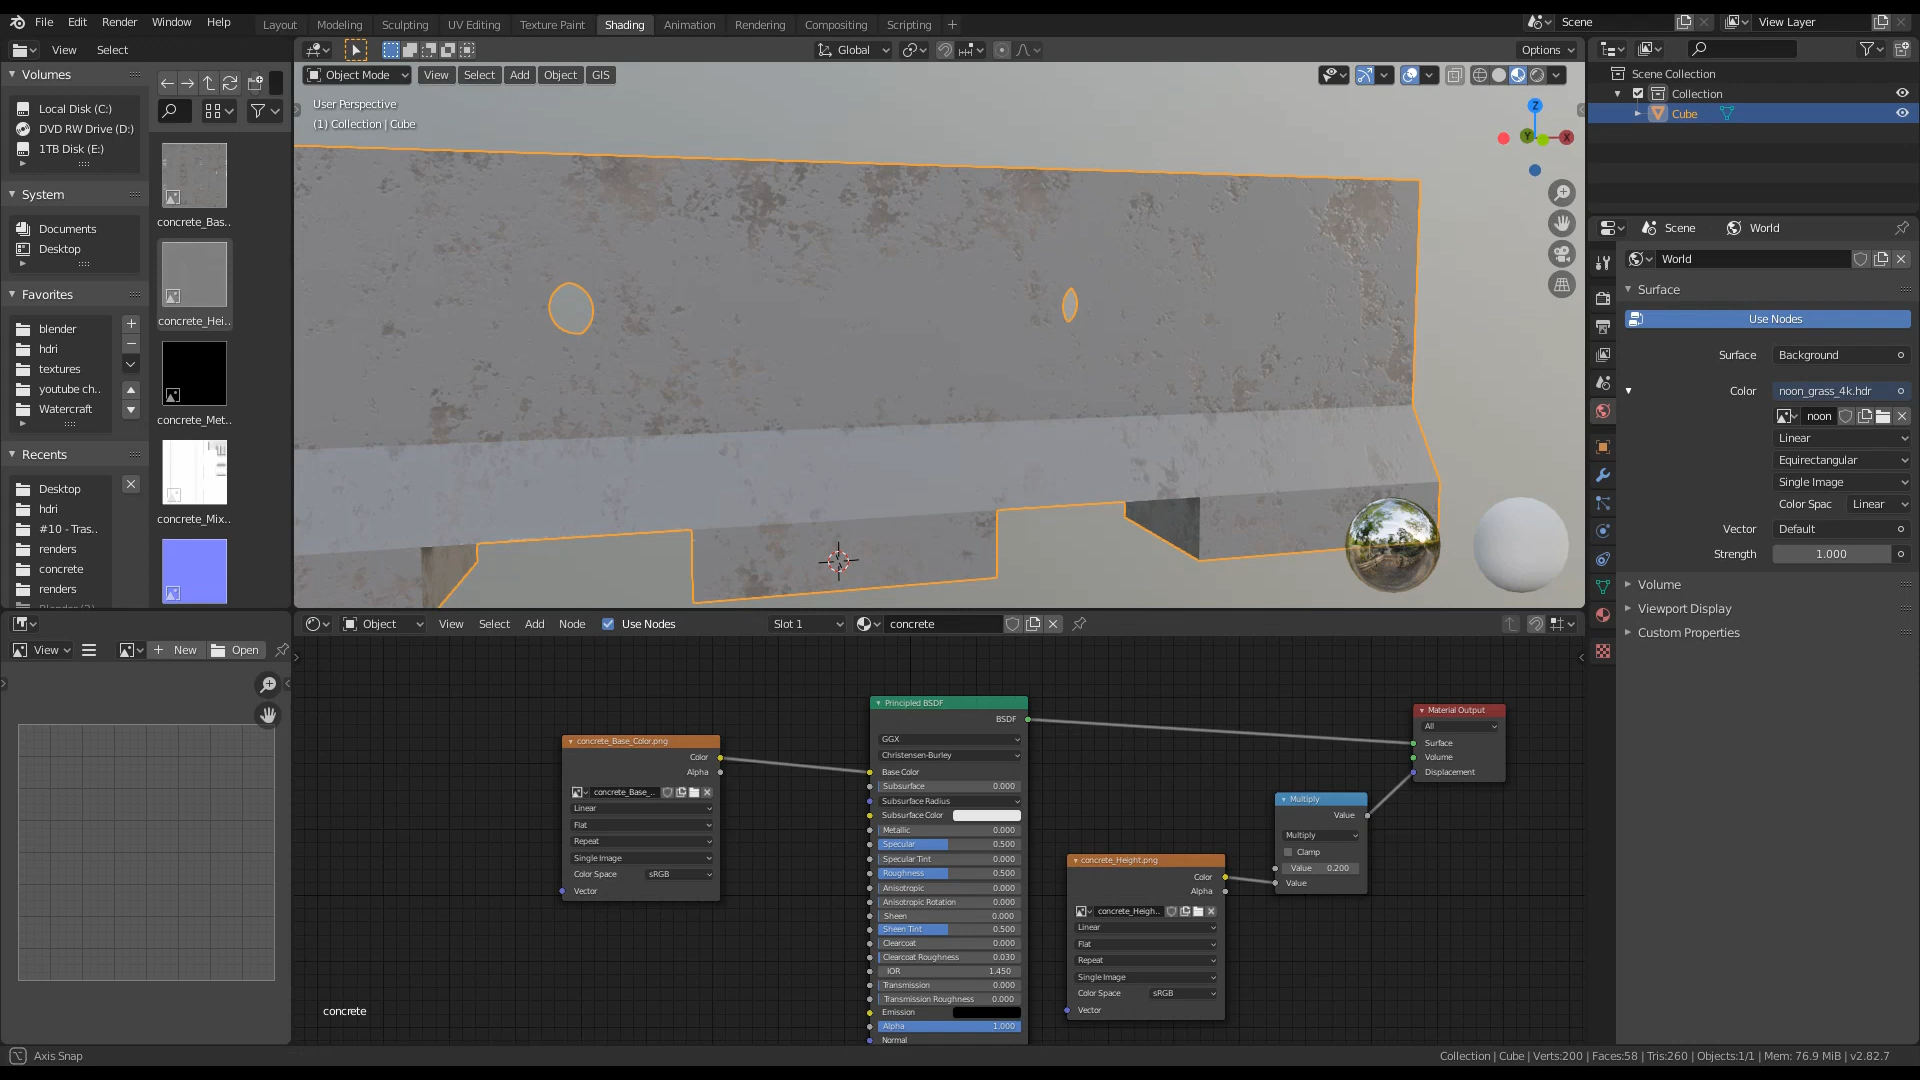 File Edit Render Window Help
Layout Modeling Sculpting UV Editing Texture Paint Shading Animation Rendering Compositing Scripting +
Scene
View Layer
View Select
Volumes
Local Disk (C:)
DVD RW Drive (D:)
1TB Disk (E:)
System
Documents
Desktop
Favorites
blender
hdri
textures
youtube ch..
Watercraft
Recents
Desktop
hdri
#10 - Tras..
renders
concrete
renders
concrete_Bas..
concrete_Hei..
concrete_Met..
concrete_Mix..
Global
Options
Object Mode View Select Add Object GIS
User Perspective
(1) Collection | Cube
Z
Y
X
Scene Collection
Collection
Cube
Scene World
World
Surface
Use Nodes
Surface Background
Color noon_grass_4k.hdr
noon
Linear
Equirectangular
Single Image
Color Spac Linear
Vector Default
Strength 1.000
Volume
Viewport Display
Custom Properties
View + New Open
Object View Select Add Node Use Nodes Slot 1 concrete
concrete_Base_Color.png
Color
Alpha
concrete_Base_..
Linear
Flat
Repeat
Single Image
Color Space sRGB
Vector
Principled BSDF
BSDF
GGX
Christensen-Burley
Base Color
Subsurface 0.000
Subsurface Radius
Subsurface Color
Metallic 0.000
Specular 0.500
Specular Tint 0.000
Roughness 0.500
Anisotropic 0.000
Anisotropic Rotation 0.000
Sheen 0.000
Sheen Tint 0.500
Clearcoat 0.000
Clearcoat Roughness 0.030
IOR 1.450
Transmission 0.000
Transmission Roughness 0.000
Emission
Alpha 1.000
Normal
concrete_Height.png
Color
Alpha
concrete_Heigh..
Linear
Flat
Repeat
Single Image
Color Space sRGB
Vector
Multiply
Value
Multiply
Clamp
Value 0.200
Value
Material Output
All
Surface
Volume
Displacement
concrete
Axis Snap
Collection | Cube | Verts:200 | Faces:58 | Tris:260 | Objects:1/1 | Mem: 76.9 MiB | v2.82.7